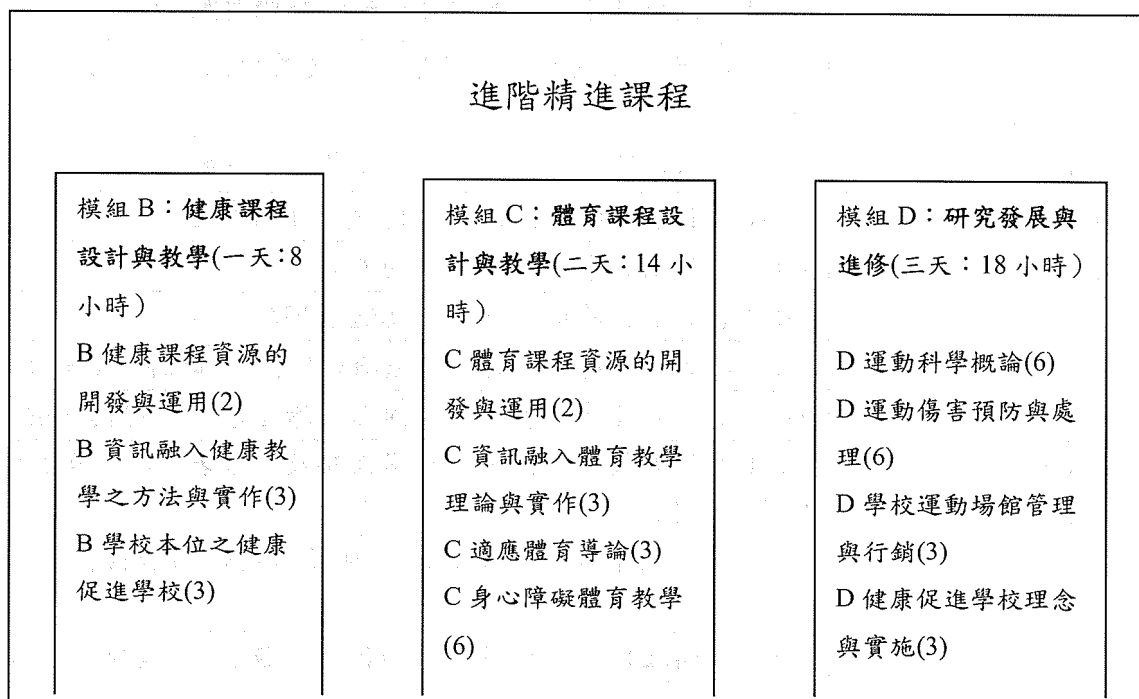 進階精進課程
模組 B：健康課程
設計與教學(一天：8
小時）
B 健康課程資源的
開發與運用(2)
B 資訊融入健康教
學之方法與實作(3)
B 學校本位之健康
促進學校(3)
模組 C：體育課程設
計與教學(二天：14 小
時）
C 體育課程資源的開
發與運用(2)
C 資訊融入體育教學
理論與實作(3)
C 適應體育導論(3)
C 身心障礙體育教學
(6)
模組 D：研究發展與
進修(三天：18 小時）
D 運動科學概論(6)
D 運動傷害預防與處
理(6)
D 學校運動場館管理
與行銷(3)
D 健康促進學校理念
與實施(3)